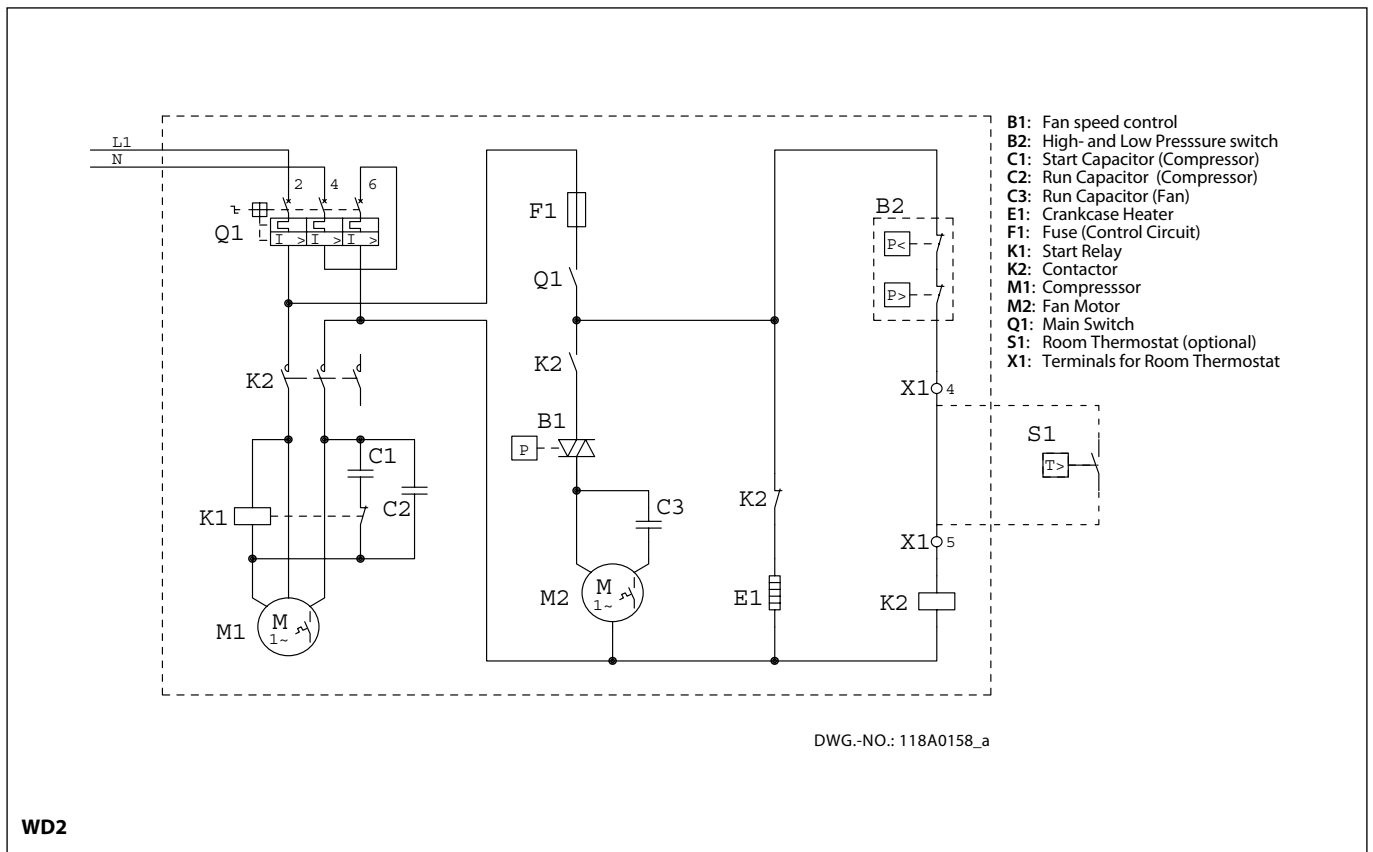 L1
N
2 4 6
Q1
I > I > I >
F1
Q1
B2
P<
P>
K2
K2
X1 4
B1
P
S1
T>
C1
C2
K1
C3
K2
X1 5
M1
M
1~
M2
M
1~
E1
K2
B1: Fan speed control
B2: High- and Low Presssure switch
C1: Start Capacitor (Compressor)
C2: Run Capacitor (Compressor)
C3: Run Capacitor (Fan)
E1: Crankcase Heater
F1: Fuse (Control Circuit)
K1: Start Relay
K2: Contactor
M1: Compresssor
M2: Fan Motor
Q1: Main Switch
S1: Room Thermostat (optional)
X1: Terminals for Room Thermostat
DWG.-NO.: 118A0158_a
WD2